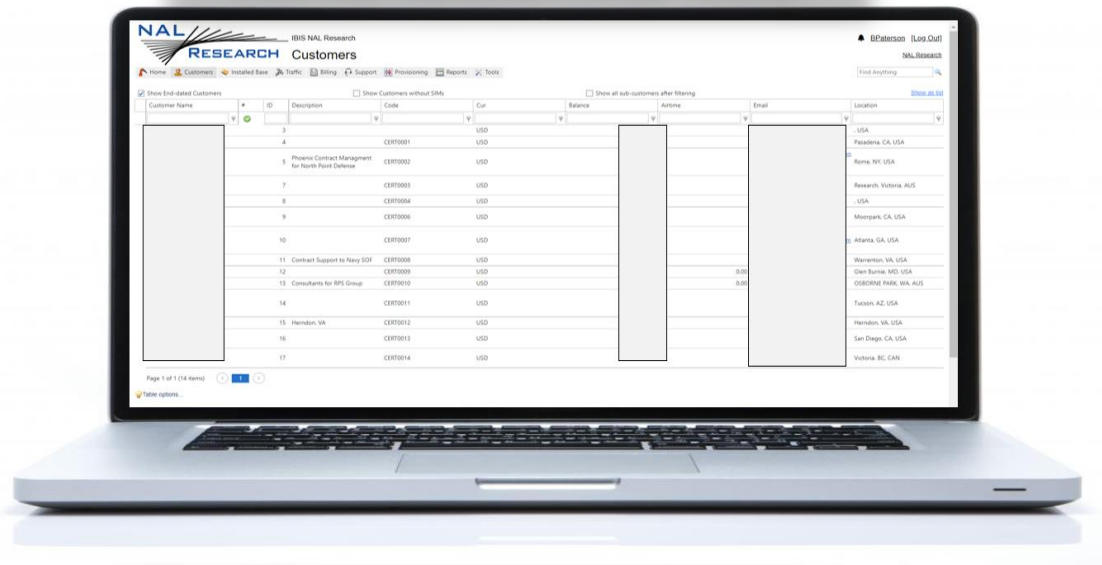 NAL
RESEARCH
IBIS NAL Research
Customers
BPaterson [Log Out]
NAL Research
Home Customers Installed Base Traffic Billing Support Provisioning Reports Tools
Find Anything
Show End-dated Customers Show Customers without SIMs Show all sub-customers after filtering Show as list
Customer Name # ID Description Code Cur Balance Airtime Email Location
3 USD , USA
4 CERT0001 USD Pasadena, CA, USA
5 Phoenix Contract Managment for North Point Defense CERT0002 USD Rome, NY, USA
7 CERT0003 USD Research, Victoria, AUS
8 CERT0004 USD , USA
9 CERT0006 USD Moorpark, CA, USA
10 CERT0007 USD Atlanta, GA, USA
11 Contract Support to Navy SOF CERT0008 USD Warrenton, VA, USA
12 CERT0009 USD 0.00 Glen Burnie, MD, USA
13 Consultants for RPS Group CERT0010 USD 0.00 OSBORNE PARK, WA, AUS
14 CERT0011 USD Tucson, AZ, USA
15 Herndon, VA CERT0012 USD Herndon, VA, USA
16 CERT0013 USD San Diego, CA, USA
17 CERT0014 USD Victoria, BC, CAN
Page 1 of 1 (14 items) 1
Table options...